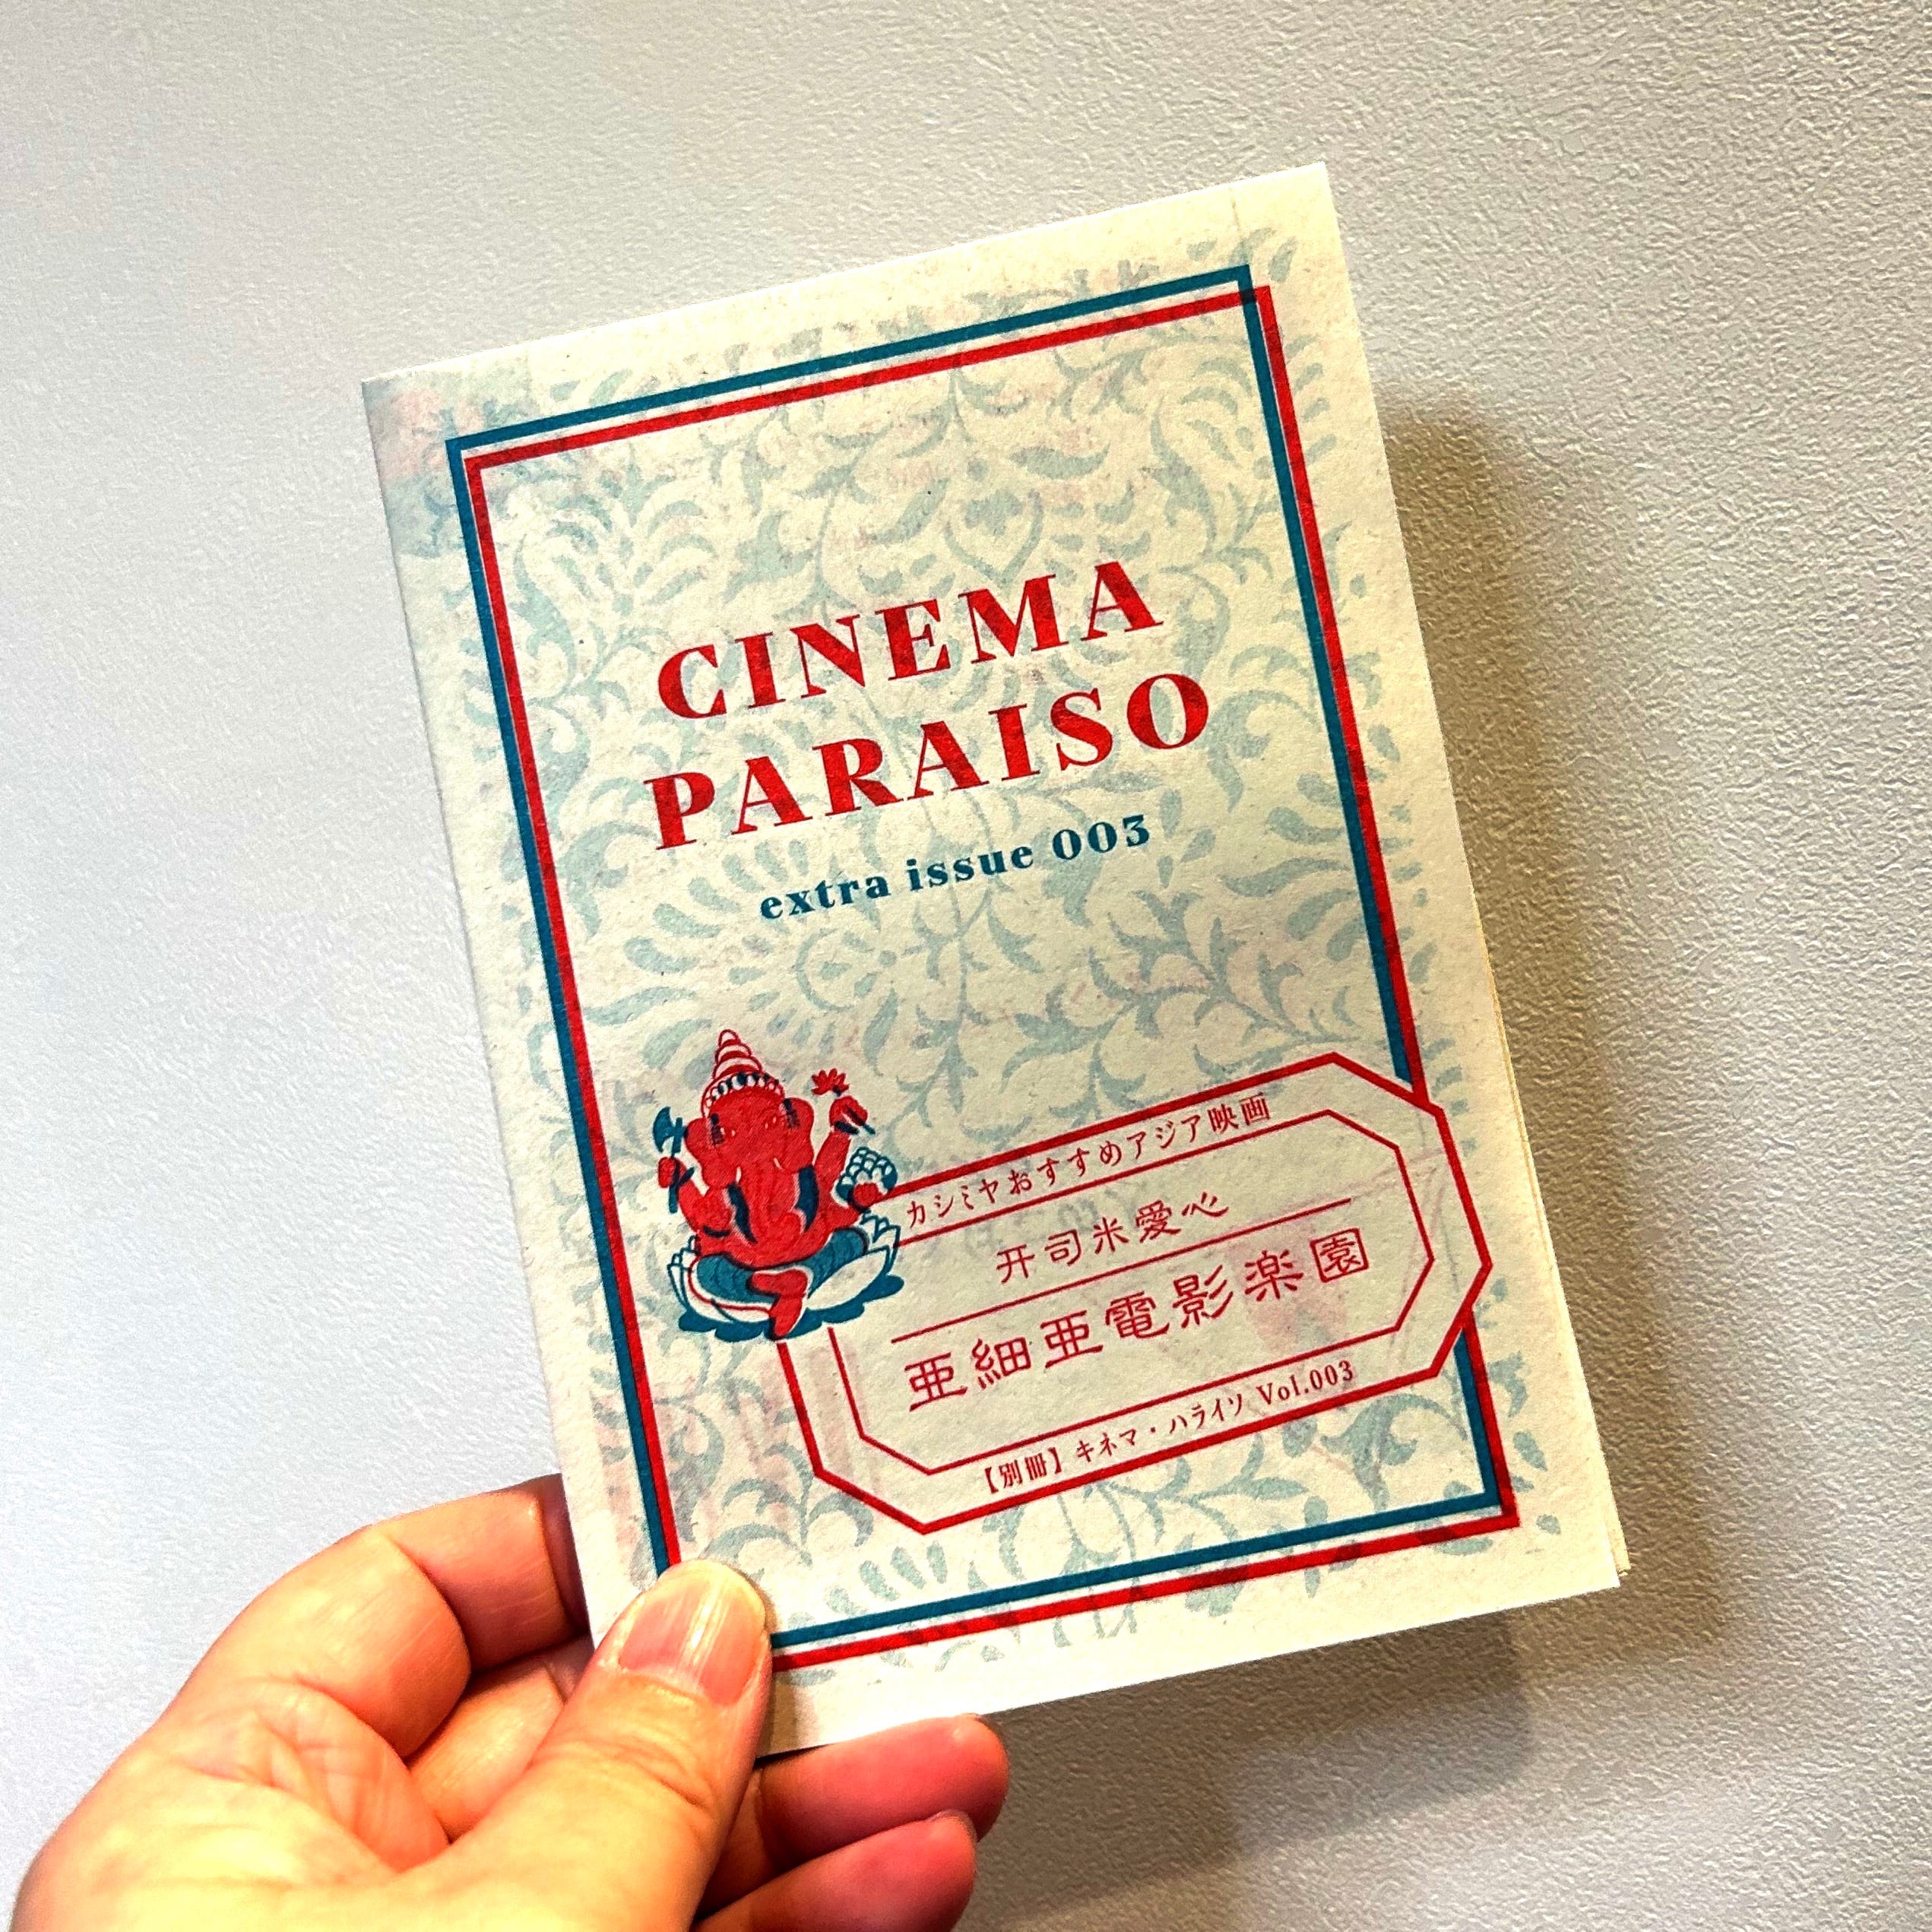 CINEMA
PARAISO
extra issue 003
カシミヤおすすめアジア映画
开司米愛心
亜細亜電影楽園
【別冊】キネマ・ハライソ Vol.003